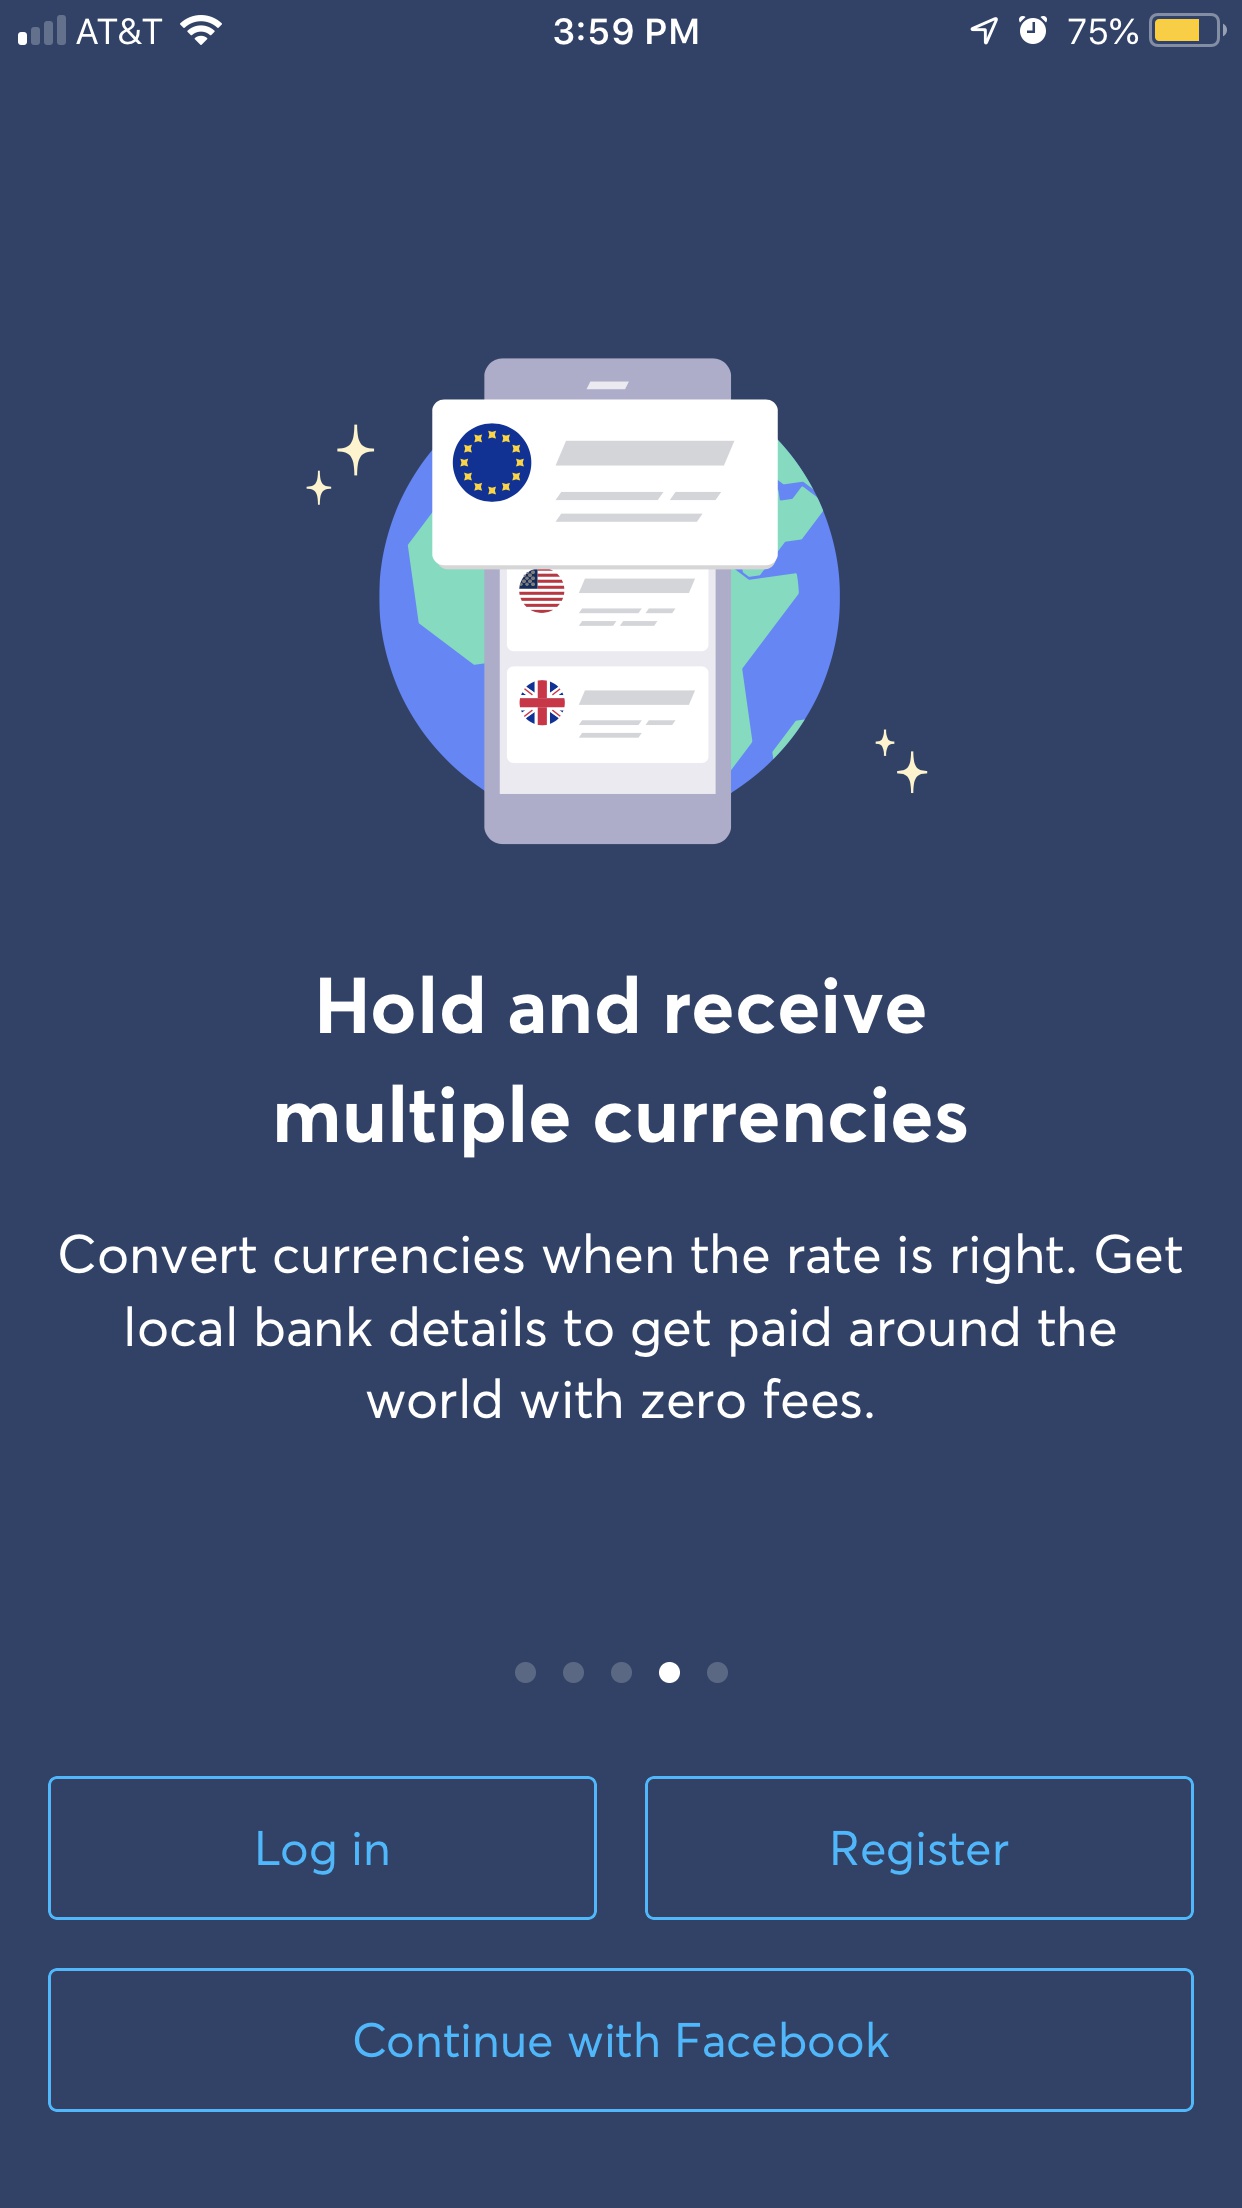 AT&T 3:59 PM 75%
Hold and receive
multiple currencies
Convert currencies when the rate is right. Get
local bank details to get paid around the
world with zero fees.
Log in Register
Continue with Facebook